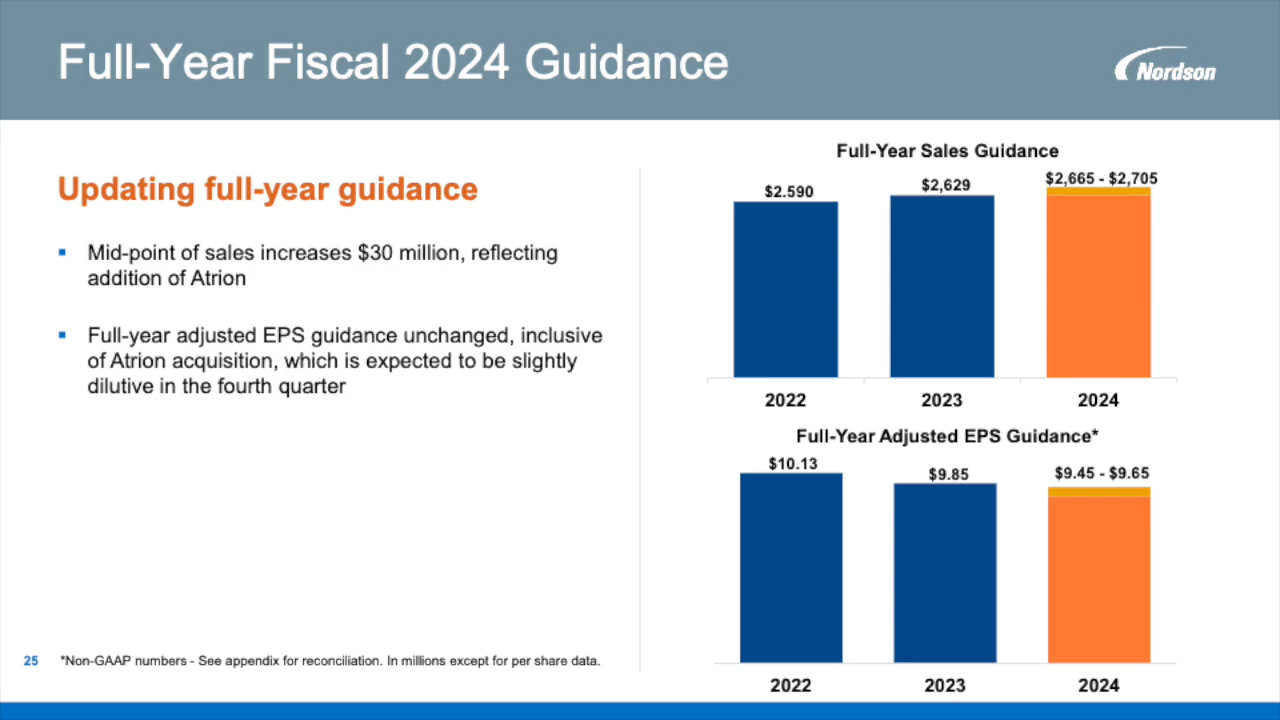 Full-Year Fiscal 2024 Guidance
Nordson
Updating full-year guidance
▪ Mid-point of sales increases $30 million, reflecting
addition of Atrion
▪ Full-year adjusted EPS guidance unchanged, inclusive
of Atrion acquisition, which is expected to be slightly
dilutive in the fourth quarter
Full-Year Sales Guidance
$2.590
$2,629
$2,665 - $2,705
2022
2023
2024
Full-Year Adjusted EPS Guidance*
$10.13
$9.85
$9.45 - $9.65
2022
2023
2024
25
*Non-GAAP numbers - See appendix for reconciliation. In millions except for per share data.